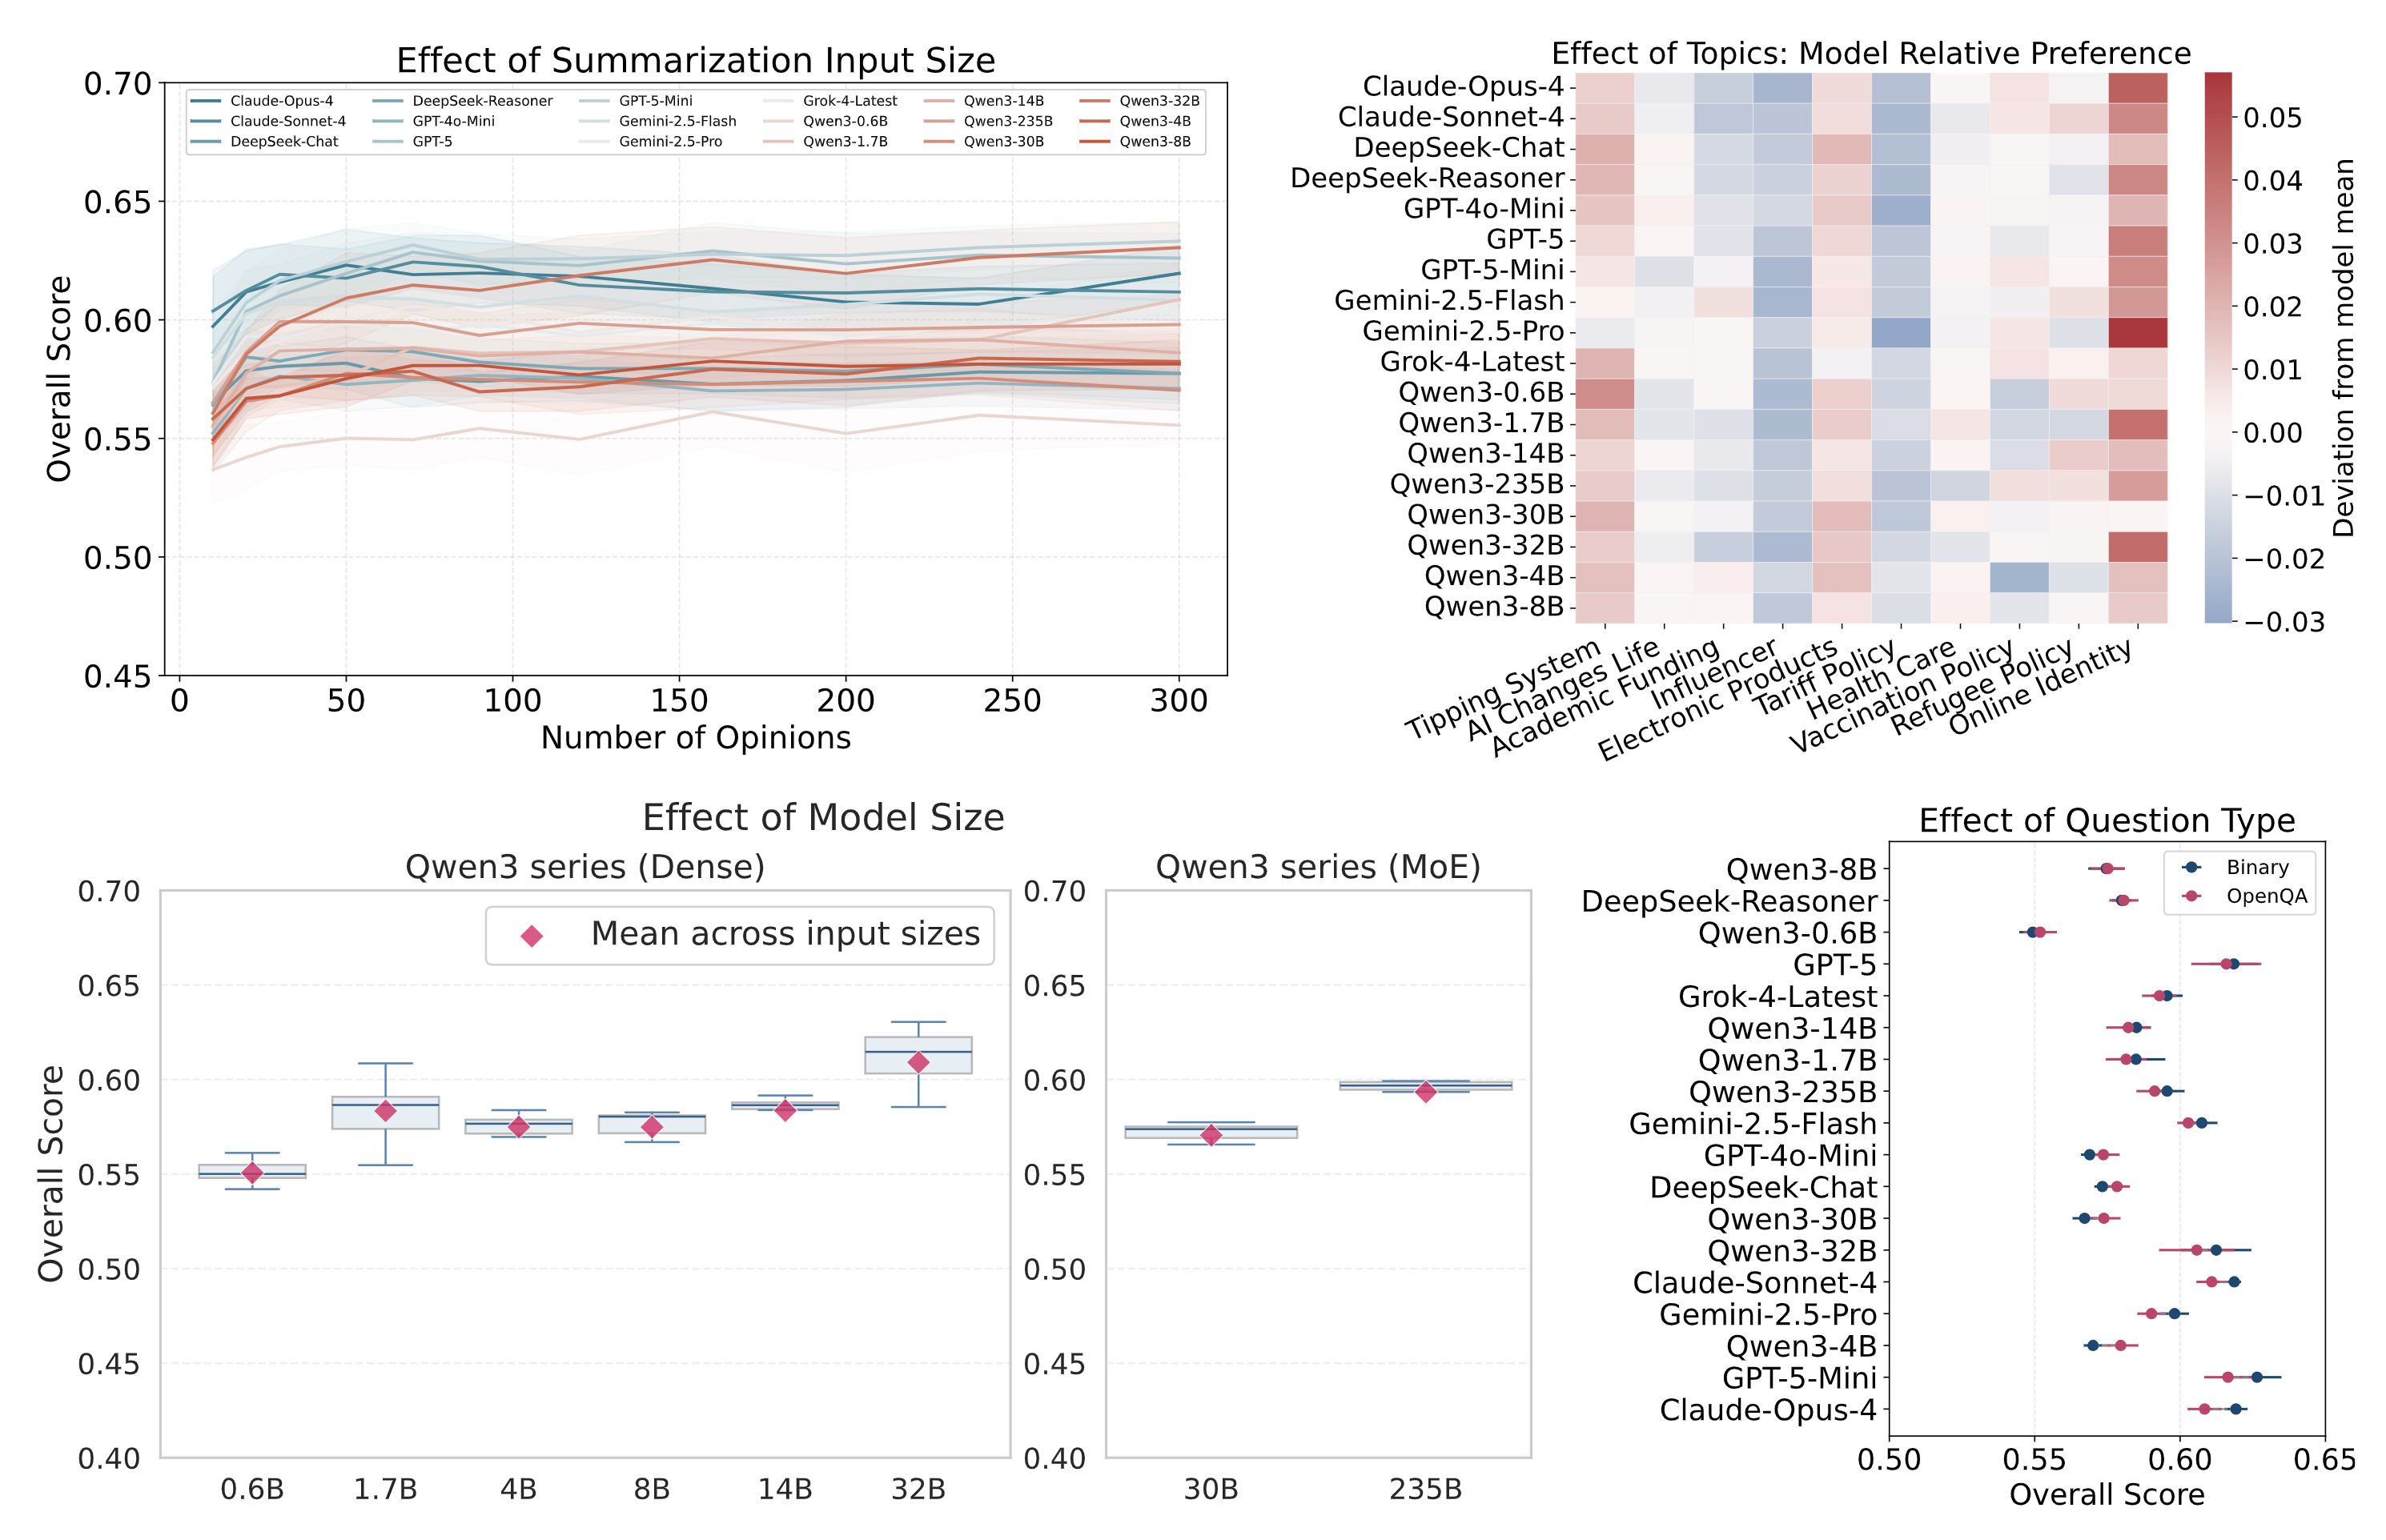 Effect of Summarization Input Size
Claude-Opus-4
Claude-Sonnet-4
DeepSeek-Chat
DeepSeek-Reasoner
GPT-4o-Mini
GPT-5
GPT-5-Mini
Gemini-2.5-Flash
Gemini-2.5-Pro
Grok-4-Latest
Qwen3-0.6B
Qwen3-1.7B
Qwen3-14B
Qwen3-235B
Qwen3-30B
Qwen3-32B
Qwen3-4B
Qwen3-8B
Overall Score
0.70
0.65
0.60
0.55
0.50
0.45
0 50 100 150 200 250 300
Number of Opinions
Effect of Topics: Model Relative Preference
Claude-Opus-4
Claude-Sonnet-4
DeepSeek-Chat
DeepSeek-Reasoner
GPT-4o-Mini
GPT-5
GPT-5-Mini
Gemini-2.5-Flash
Gemini-2.5-Pro
Grok-4-Latest
Qwen3-0.6B
Qwen3-1.7B
Qwen3-14B
Qwen3-235B
Qwen3-30B
Qwen3-32B
Qwen3-4B
Qwen3-8B
Tipping System
AI Changes Life
Academic Funding
Influencer
Electronic Products
Tariff Policy
Health Care
Vaccination Policy
Refugee Policy
Online Identity
0.05
0.04
0.03
0.02
0.01
0.00
−0.01
−0.02
−0.03
Deviation from model mean
Effect of Model Size
Qwen3 series (Dense)
Mean across input sizes
Overall Score
0.70
0.65
0.60
0.55
0.50
0.45
0.40
0.6B 1.7B 4B 8B 14B 32B
Qwen3 series (MoE)
0.70
0.65
0.60
0.55
0.50
0.45
0.40
30B 235B
Effect of Question Type
Binary
OpenQA
Qwen3-8B
DeepSeek-Reasoner
Qwen3-0.6B
GPT-5
Grok-4-Latest
Qwen3-14B
Qwen3-1.7B
Qwen3-235B
Gemini-2.5-Flash
GPT-4o-Mini
DeepSeek-Chat
Qwen3-30B
Qwen3-32B
Claude-Sonnet-4
Gemini-2.5-Pro
Qwen3-4B
GPT-5-Mini
Claude-Opus-4
0.50 0.55 0.60 0.65
Overall Score